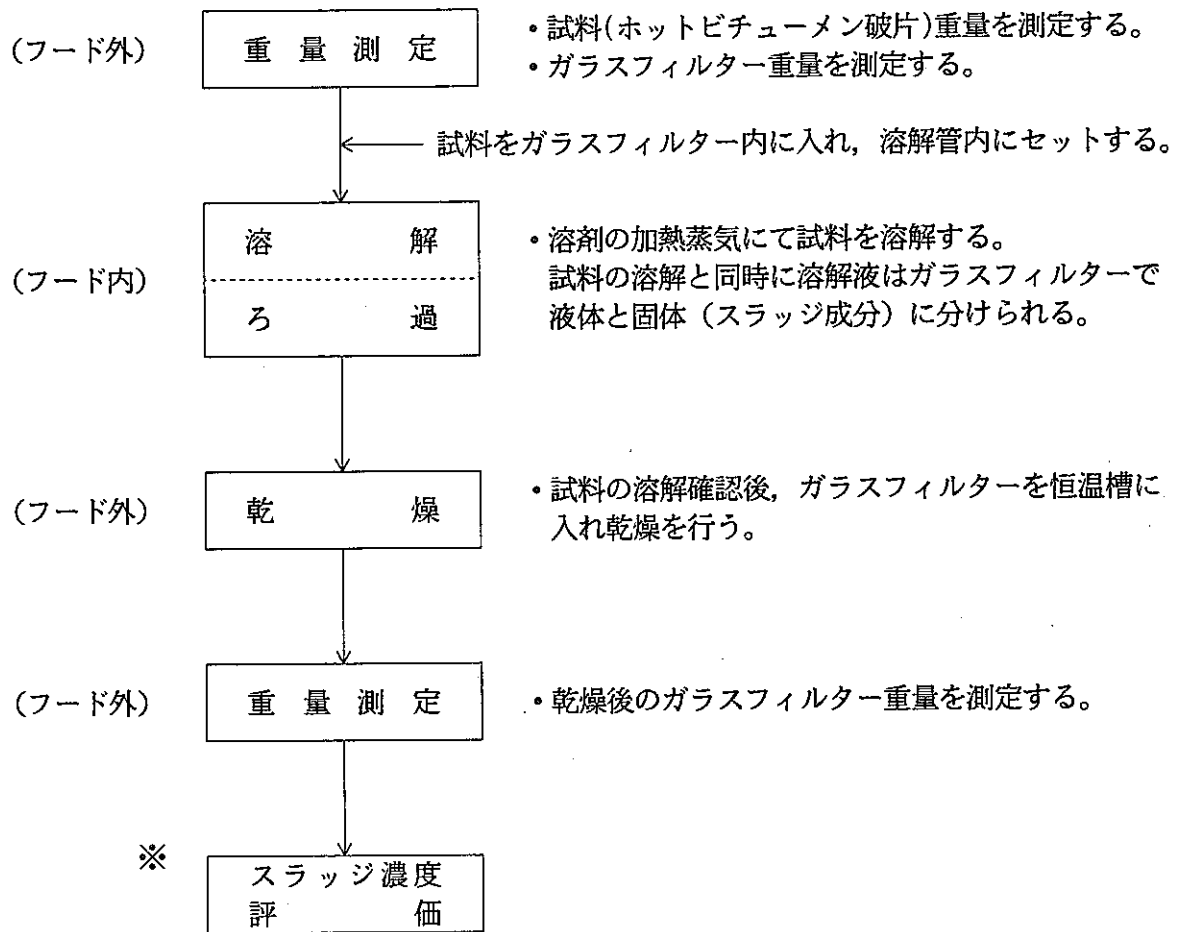 (フード外)
重量測定
・試料(ホットビチューメン破片)重量を測定する。
・ガラスフィルター重量を測定する。
試料をガラスフィルター内に入れ,溶解管内にセットする。
(フード内)
溶解
ろ過
・溶剤の加熱蒸気にて試料を溶解する。
試料の溶解と同時に溶解液はガラスフィルターで
液体と固体(スラッジ成分)に分けられる。
(フード外)
乾燥
・試料の溶解確認後,ガラスフィルターを恒温槽に
入れ乾燥を行う。
(フード外)
重量測定
・乾燥後のガラスフィルター重量を測定する。
※
スラッジ濃度
評価